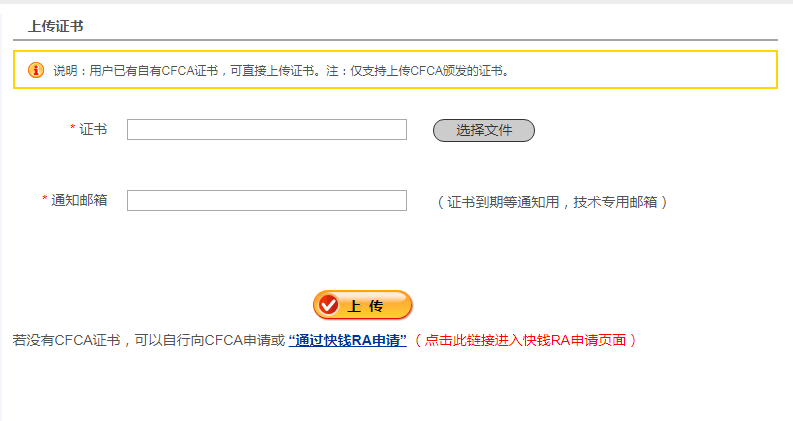 上传证书
说明：用户已有自有CFCA证书，可直接上传证书。注：仅支持上传CFCA颁发的证书。
* 证书 选择文件
* 通知邮箱 （证书到期等通知用，技术专用邮箱）
上 传
若没有CFCA证书，可以自行向CFCA申请或 “通过快钱RA申请” （点击此链接进入快钱RA申请页面）